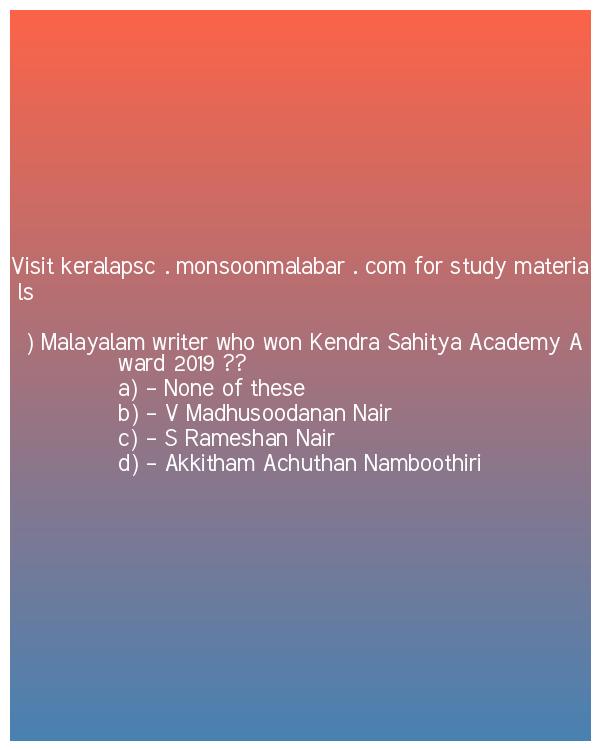 Visit keralapsc . monsoonmalabar . com for study materia
ls
) Malayalam writer who won Kendra Sahitya Academy A
ward 2019 ??
a) - None of these
b) - V Madhusoodanan Nair
c) - S Rameshan Nair
d) - Akkitham Achuthan Namboothiri